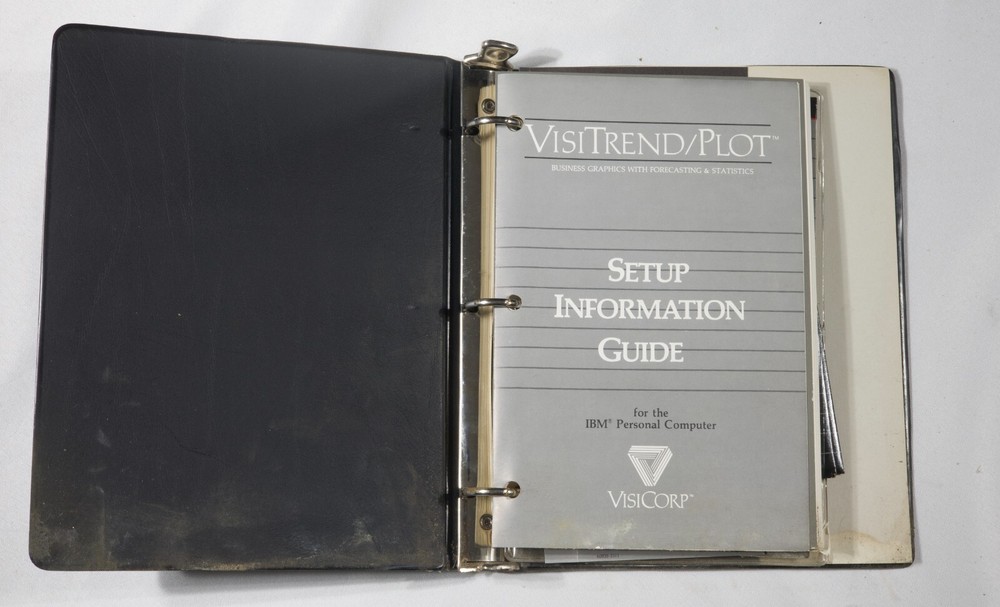 VISITREND/PLOT™
BUSINESS GRAPHICS WITH FORECASTING & STATISTICS
SETUP
INFORMATION
GUIDE
for the
IBM® Personal Computer
VISICORP™